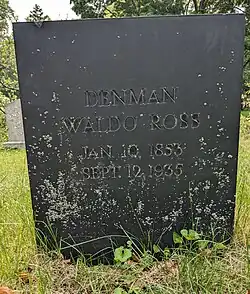 DENMAN
WALDO ROSS
JAN. 10, 1853
SEPT. 12, 1935